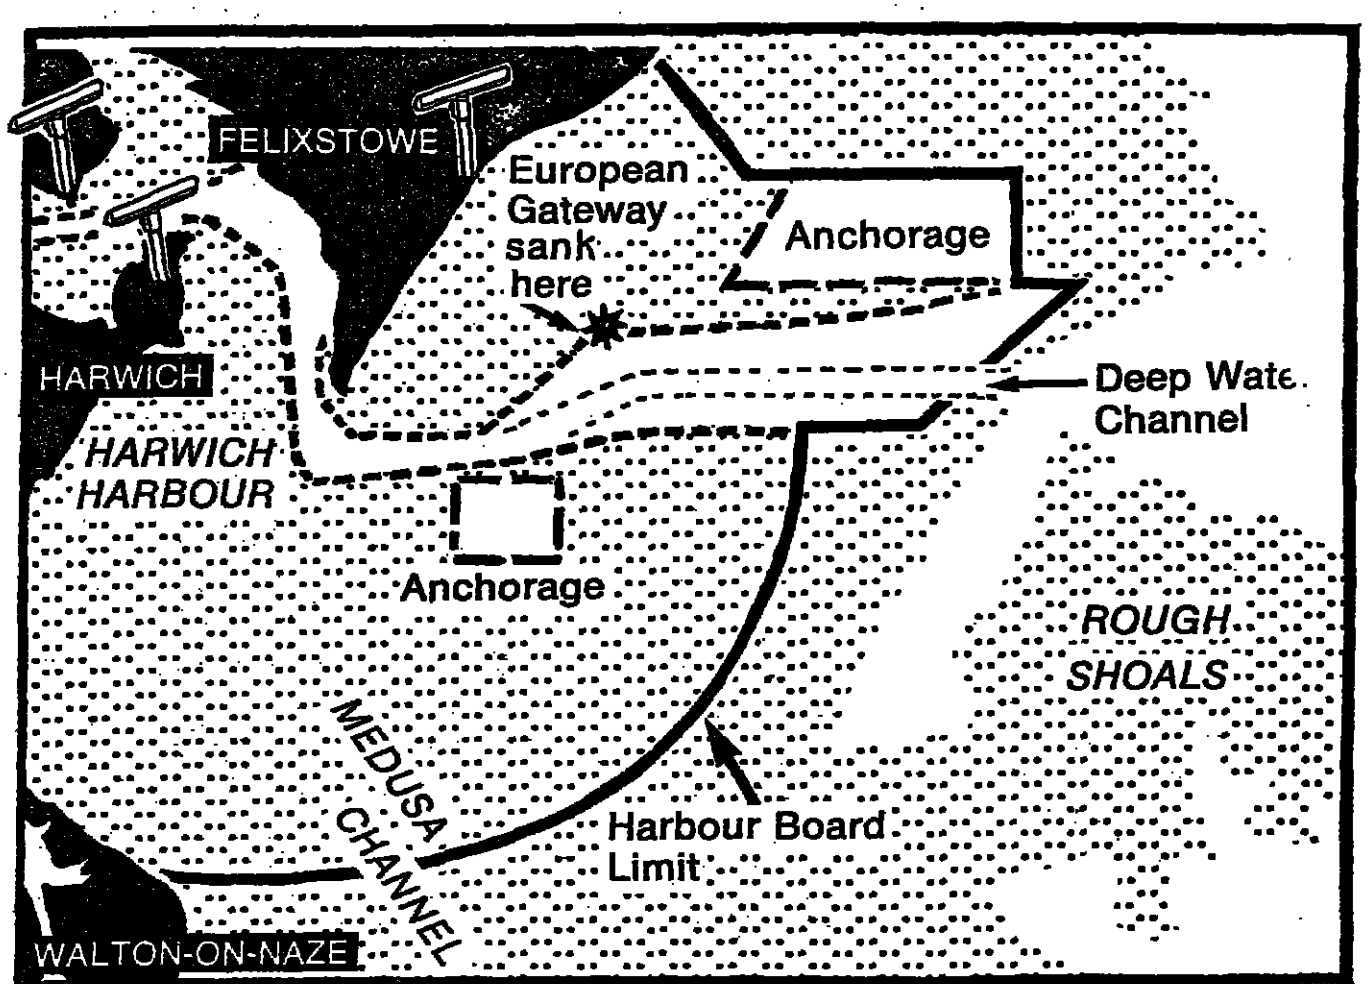 FELIXSTOWE
European
Gateway
sank
here
Anchorage
HARWICH
Deep Wate
Channel
HARWICH
HARBOUR
Anchorage
ROUGH
SHOALS
MEDUSA
CHANNEL
Harbour Board
Limit
WALTON-ON-NAZE